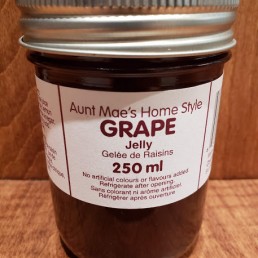 Aunt Mae's Home Style
GRAPE
Jelly
Gelée de Raisins
250 ml
No artificial colours or flavours added.
Refrigerate after opening.
Sans colorant ni arôme artificiel
Réfrigérer après ouverture